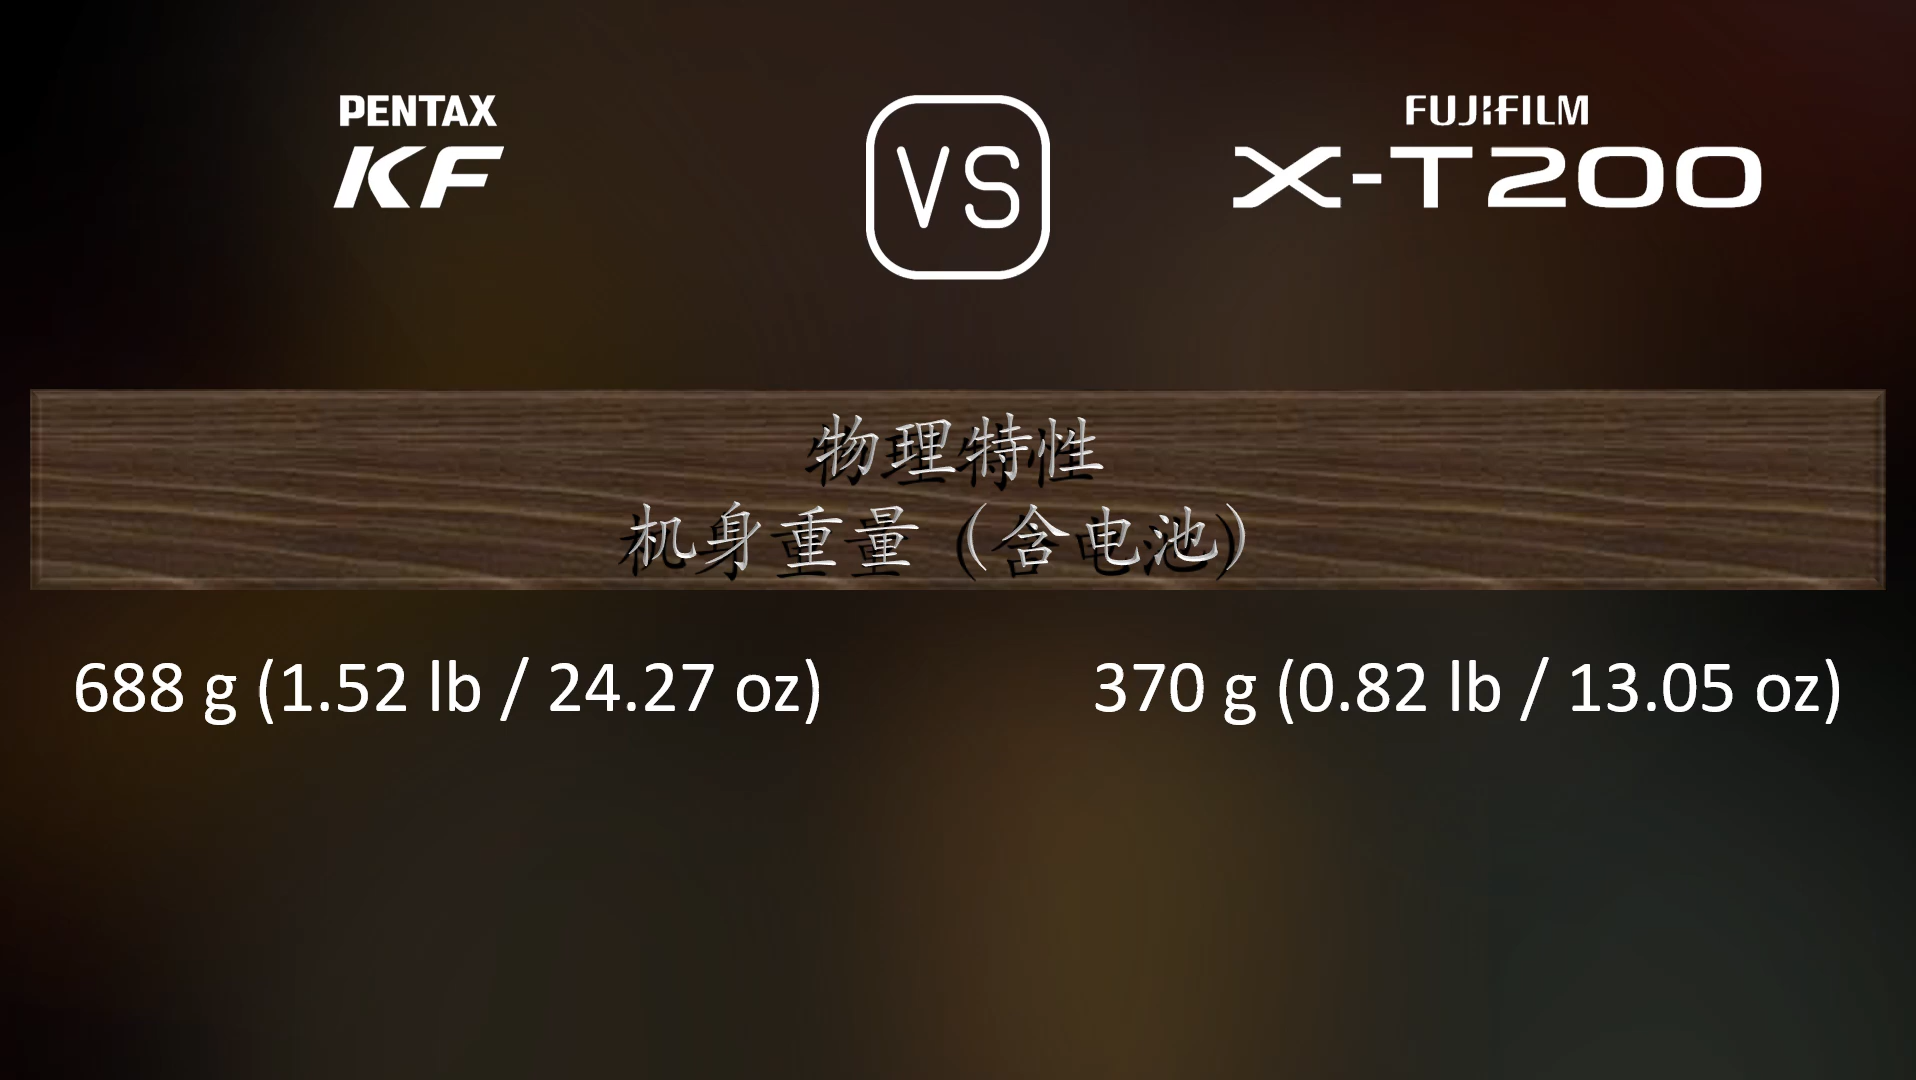 PENTAX
KF
VS
FUJIFILM
X-T200
物理特性
机身重量（含电池）
688 g (1.52 lb / 24.27 oz)
370 g (0.82 lb / 13.05 oz)